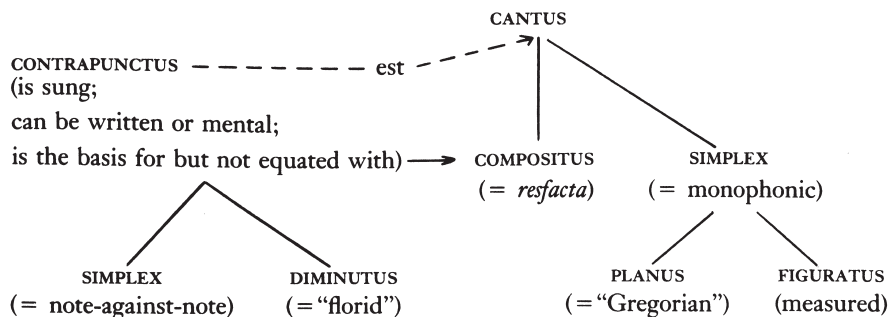 CANTUS
CONTRAPUNCTUS
est
(is sung;
can be written or mental;
is the basis for but not equated with)
COMPOSITUS
SIMPLEX
(= resfacta)
(= monophonic)
SIMPLEX
DIMINUTUS
PLANUS
FIGURATUS
(= note-against-note)
(= “florid”)
(= “Gregorian”)
(measured)